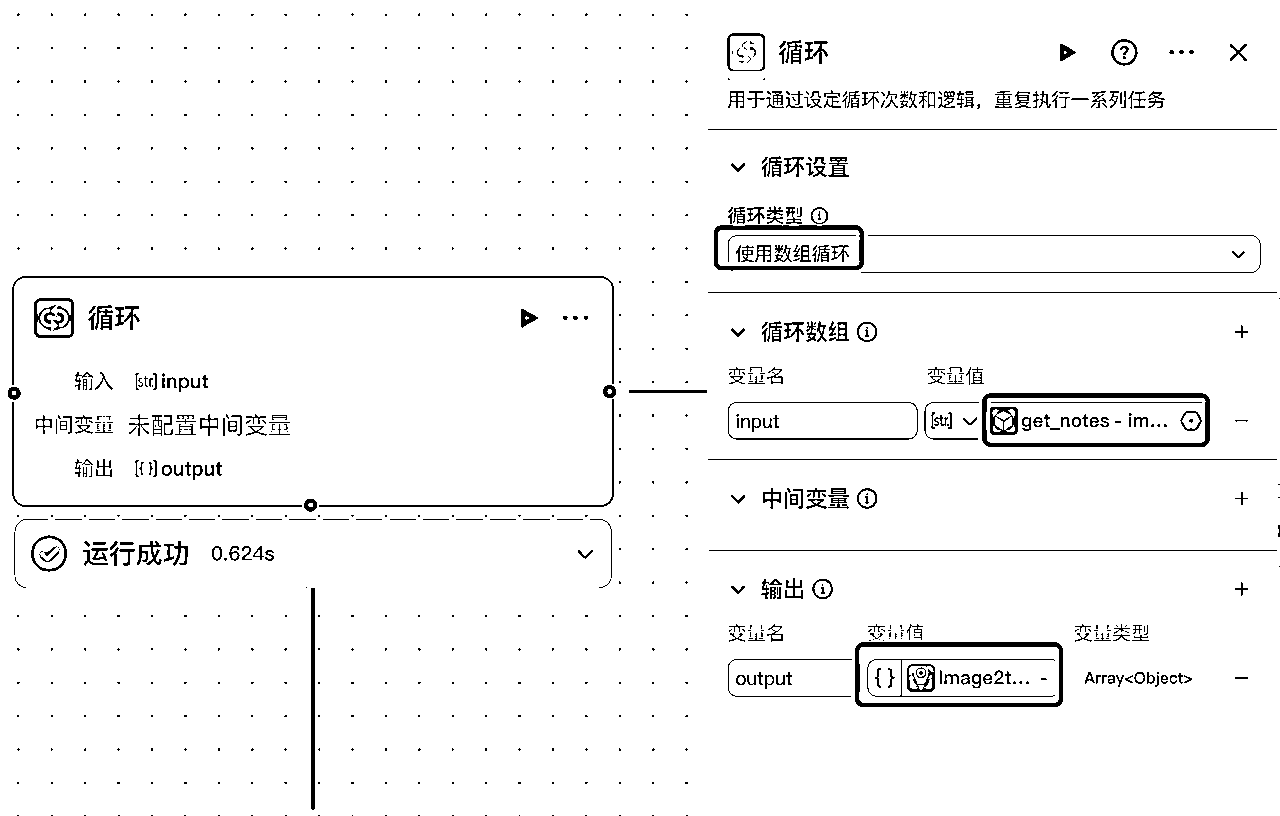 循环
输入 [str] input
中间变量 未配置中间变量
输出 [{}] output
运行成功 0.624s
循环
用于通过设定循环次数和逻辑，重复执行一系列任务
循环设置
循环类型
使用数组循环
循环数组
变量名 变量值
input [str] get_notes - im...
中间变量
输出
变量名 变量值 变量类型
output { } Image2t... - Array<Object>